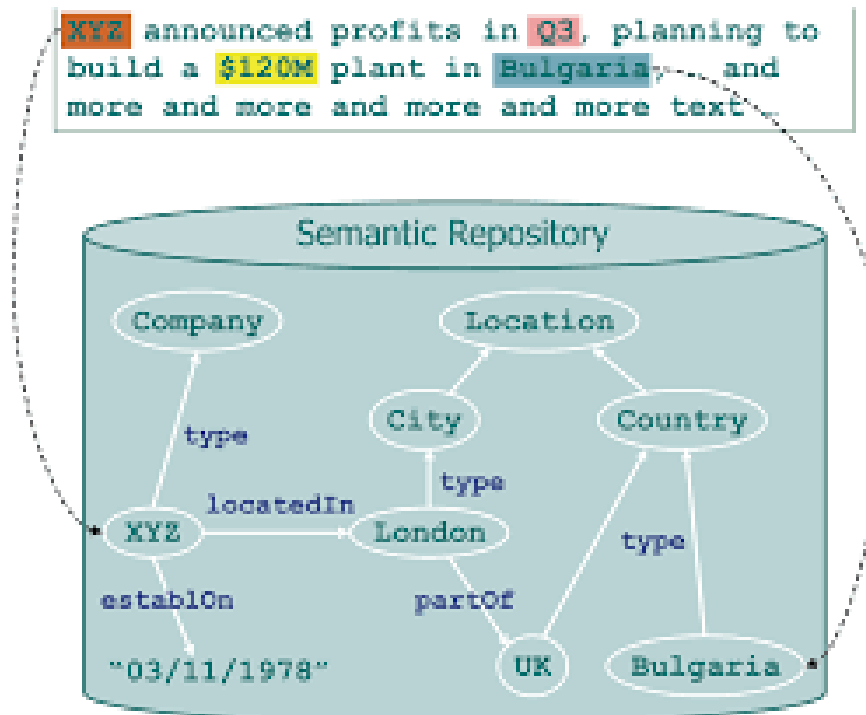 XYZ announced profits in Q3, planning to
build a $120M plant in Bulgaria, and
more and more and more and more text …
Semantic Repository
Company
Location
City
Country
type
type
locatedIn
XYZ
London
type
establOn
partOf
"03/11/1978"
UK
Bulgaria